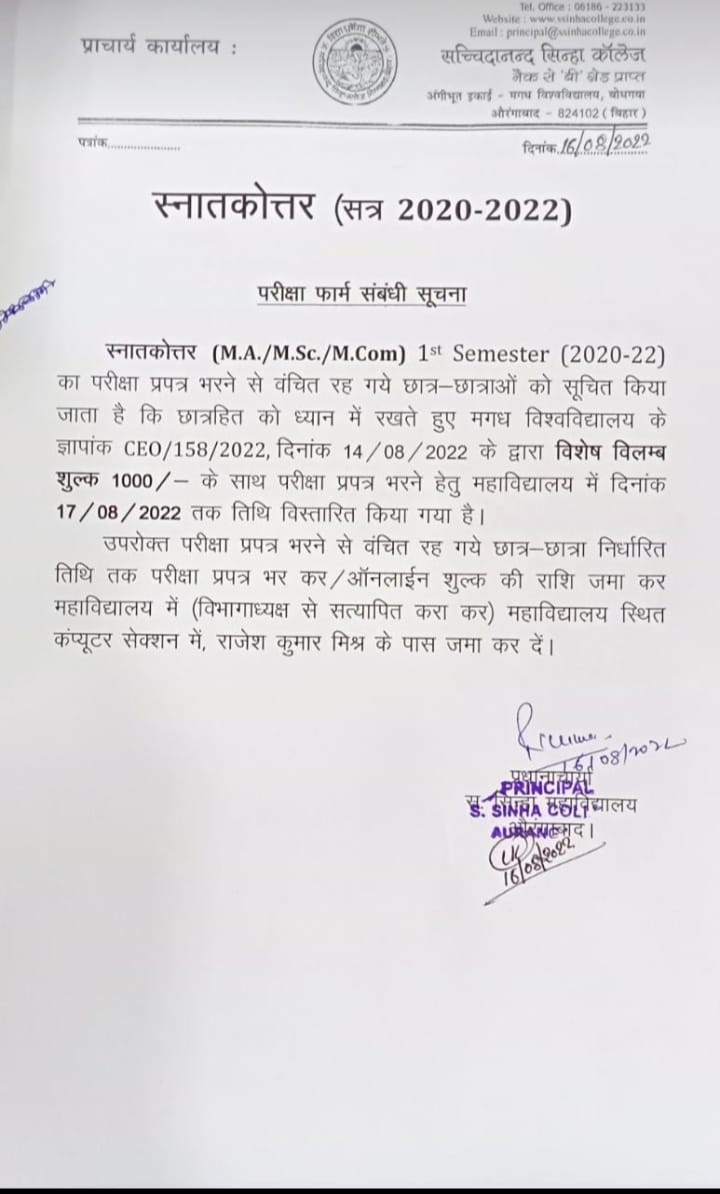 Tel. Office : 06186 - 223133
Website : www.ssinhacollege.co.in
Email : principal@ssinhacollege.co.in
प्राचार्य कार्यालय :
सच्चिदानन्द सिन्हा कॉलेज
नैक से 'बी' ग्रेड प्राप्त
अंगीभूत इकाई - मगध विश्वविद्यालय, बोधगया
औरंगाबाद - 824102 ( बिहार )
पत्रांक......................
दिनांक.16/08/2022
स्नातकोत्तर (सत्र 2020-2022)
परीक्षा फार्म संबंधी सूचना
स्नातकोत्तर (M.A./M.Sc./M.Com) 1st Semester (2020-22)
का परीक्षा प्रपत्र भरने से वंचित रह गये छात्र–छात्राओं को सूचित किया
जाता है कि छात्रहित को ध्यान में रखते हुए मगध विश्वविद्यालय के
ज्ञापांक CEO/158/2022, दिनांक 14/08/2022 के द्वारा विशेष विलम्ब
शुल्क 1000/– के साथ परीक्षा प्रपत्र भरने हेतु महाविद्यालय में दिनांक
17/08/2022 तक तिथि विस्तारित किया गया है।
उपरोक्त परीक्षा प्रपत्र भरने से वंचित रह गये छात्र–छात्रा निर्धारित
तिथि तक परीक्षा प्रपत्र भर कर/ऑनलाईन शुल्क की राशि जमा कर
महाविद्यालय में (विभागाध्यक्ष से सत्यापित करा कर) महाविद्यालय स्थित
कंप्यूटर सेक्शन में, राजेश कुमार मिश्र के पास जमा कर दें।
16/08/2022
प्रधानाचार्य
PRINCIPAL
सिन्हा महाविद्यालय
S. SINHA
16/08/2022